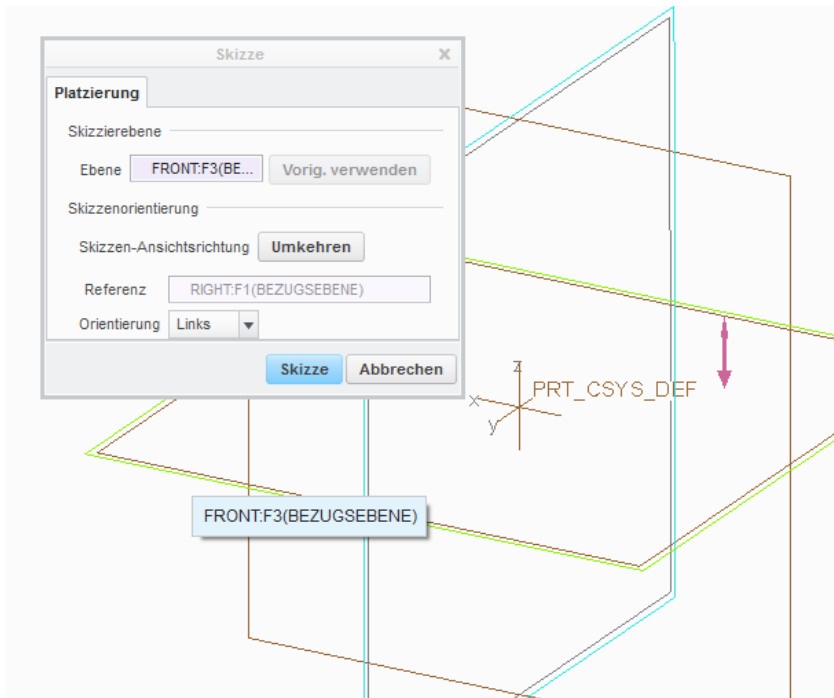 Skizze
Platzierung
Skizzierebene
Ebene FRONT:F3(BE... Vorig. verwenden
Skizzenorientierung
Skizzen-Ansichtsrichtung Umkehren
Referenz RIGHT:F1(BEZUGSEBENE)
Orientierung Links
Skizze Abbrechen
z
PRT_CSYS_DEF
x
y
FRONT:F3(BEZUGSEBENE)